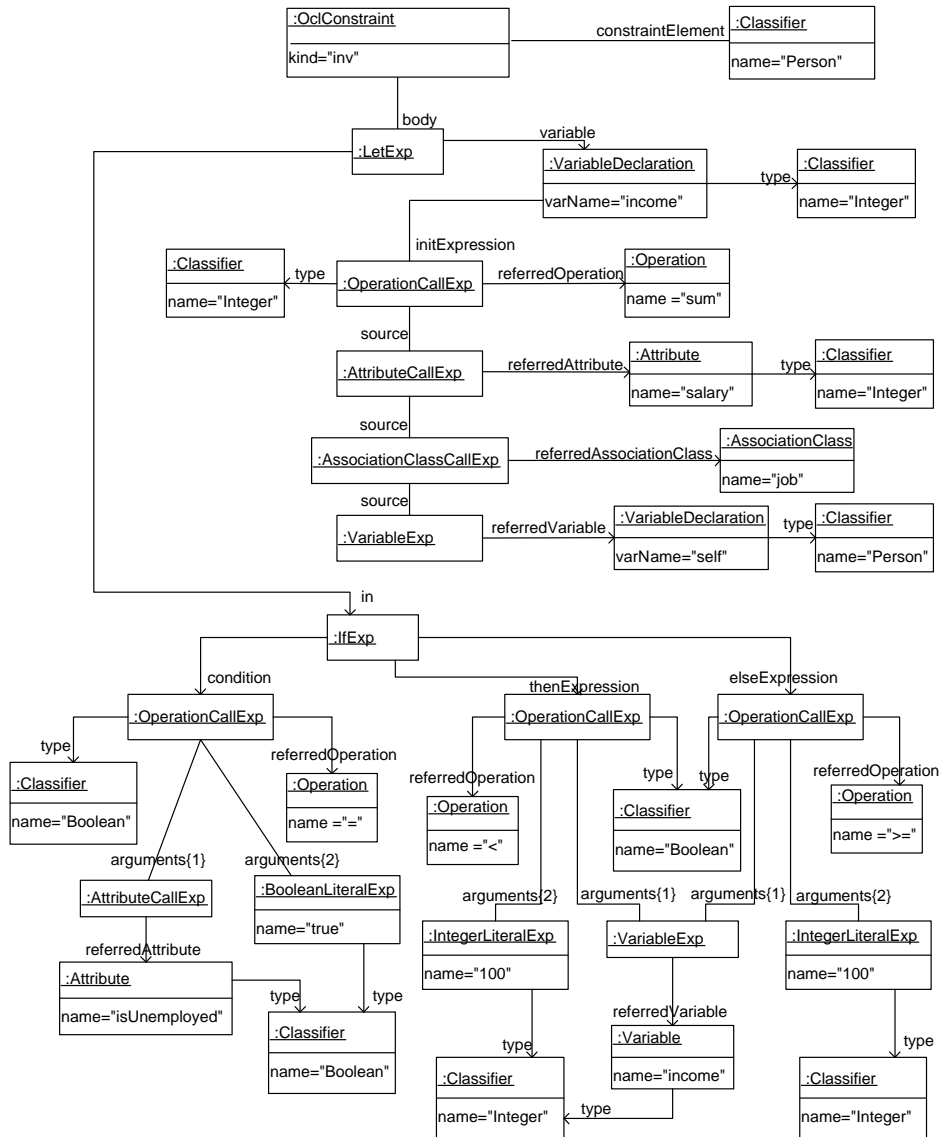 :OclConstraint
kind="inv"
constraintElement
:Classifier
name="Person"
body
:LetExp
variable
:VariableDeclaration
varName="income"
type
:Classifier
name="Integer"
initExpression
:Classifier
name="Integer"
type
:OperationCallExp
referredOperation
:Operation
name ="sum"
source
:AttributeCallExp
referredAttribute
:Attribute
name="salary"
type
:Classifier
name="Integer"
source
:AssociationClassCallExp
referredAssociationClass
:AssociationClass
name="job"
source
:VariableExp
referredVariable
:VariableDeclaration
varName="self"
type
:Classifier
name="Person"
in
:IfExp
condition
thenExpression
elseExpression
:OperationCallExp
:OperationCallExp
:OperationCallExp
type
:Classifier
name="Boolean"
referredOperation
:Operation
name ="="
referredOperation
:Operation
name ="<"
type
type
:Classifier
name="Boolean"
referredOperation
:Operation
name =">="
arguments{1}
arguments{2}
:AttributeCallExp
:BooleanLiteralExp
name="true"
arguments{2}
arguments{1}
arguments{1}
arguments{2}
:IntegerLiteralExp
name="100"
:VariableExp
:IntegerLiteralExp
name="100"
referredAttribute
:Attribute
name="isUnemployed"
type
type
:Classifier
name="Boolean"
referredVariable
:Variable
name="income"
type
:Classifier
name="Integer"
type
type
:Classifier
name="Integer"